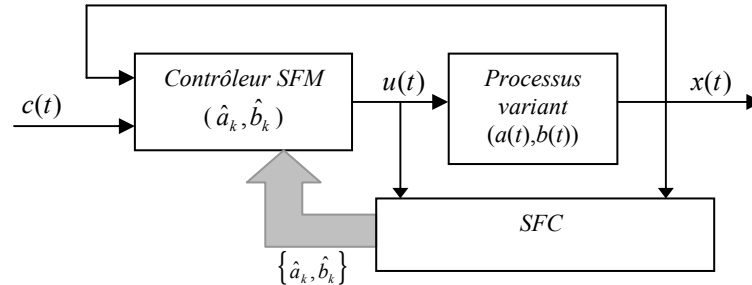 Contrôleur SFM
(â_k, b̂_k)
c(t)
u(t)
Processus
variant
(a(t),b(t))
x(t)
SFC
{â_k, b̂_k}